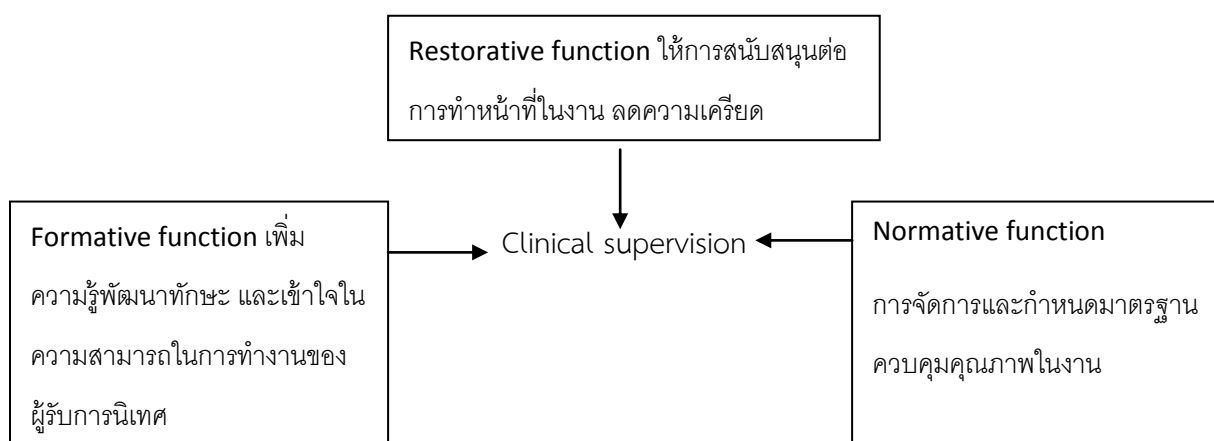 Restorative function ให้การสนับสนุนต่อ
การทำหน้าที่ในงาน ลดความเครียด
Formative function เพิ่ม
ความรู้พัฒนาทักษะ และเข้าใจใน
ความสามารถในการทำงานของ
ผู้รับการนิเทศ
Clinical supervision
Normative function
การจัดการและกำหนดมาตรฐาน
ควบคุมคุณภาพในงาน